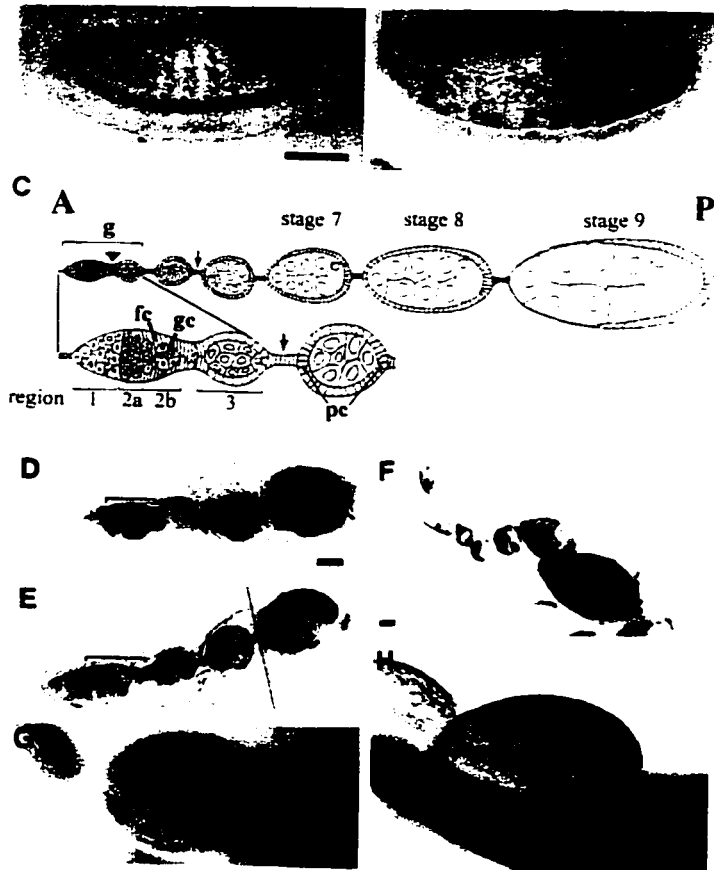 C
A P
g stage 7 stage 8 stage 9
fc gc
region 1 2a 2b 3 pc
D F
E H
G